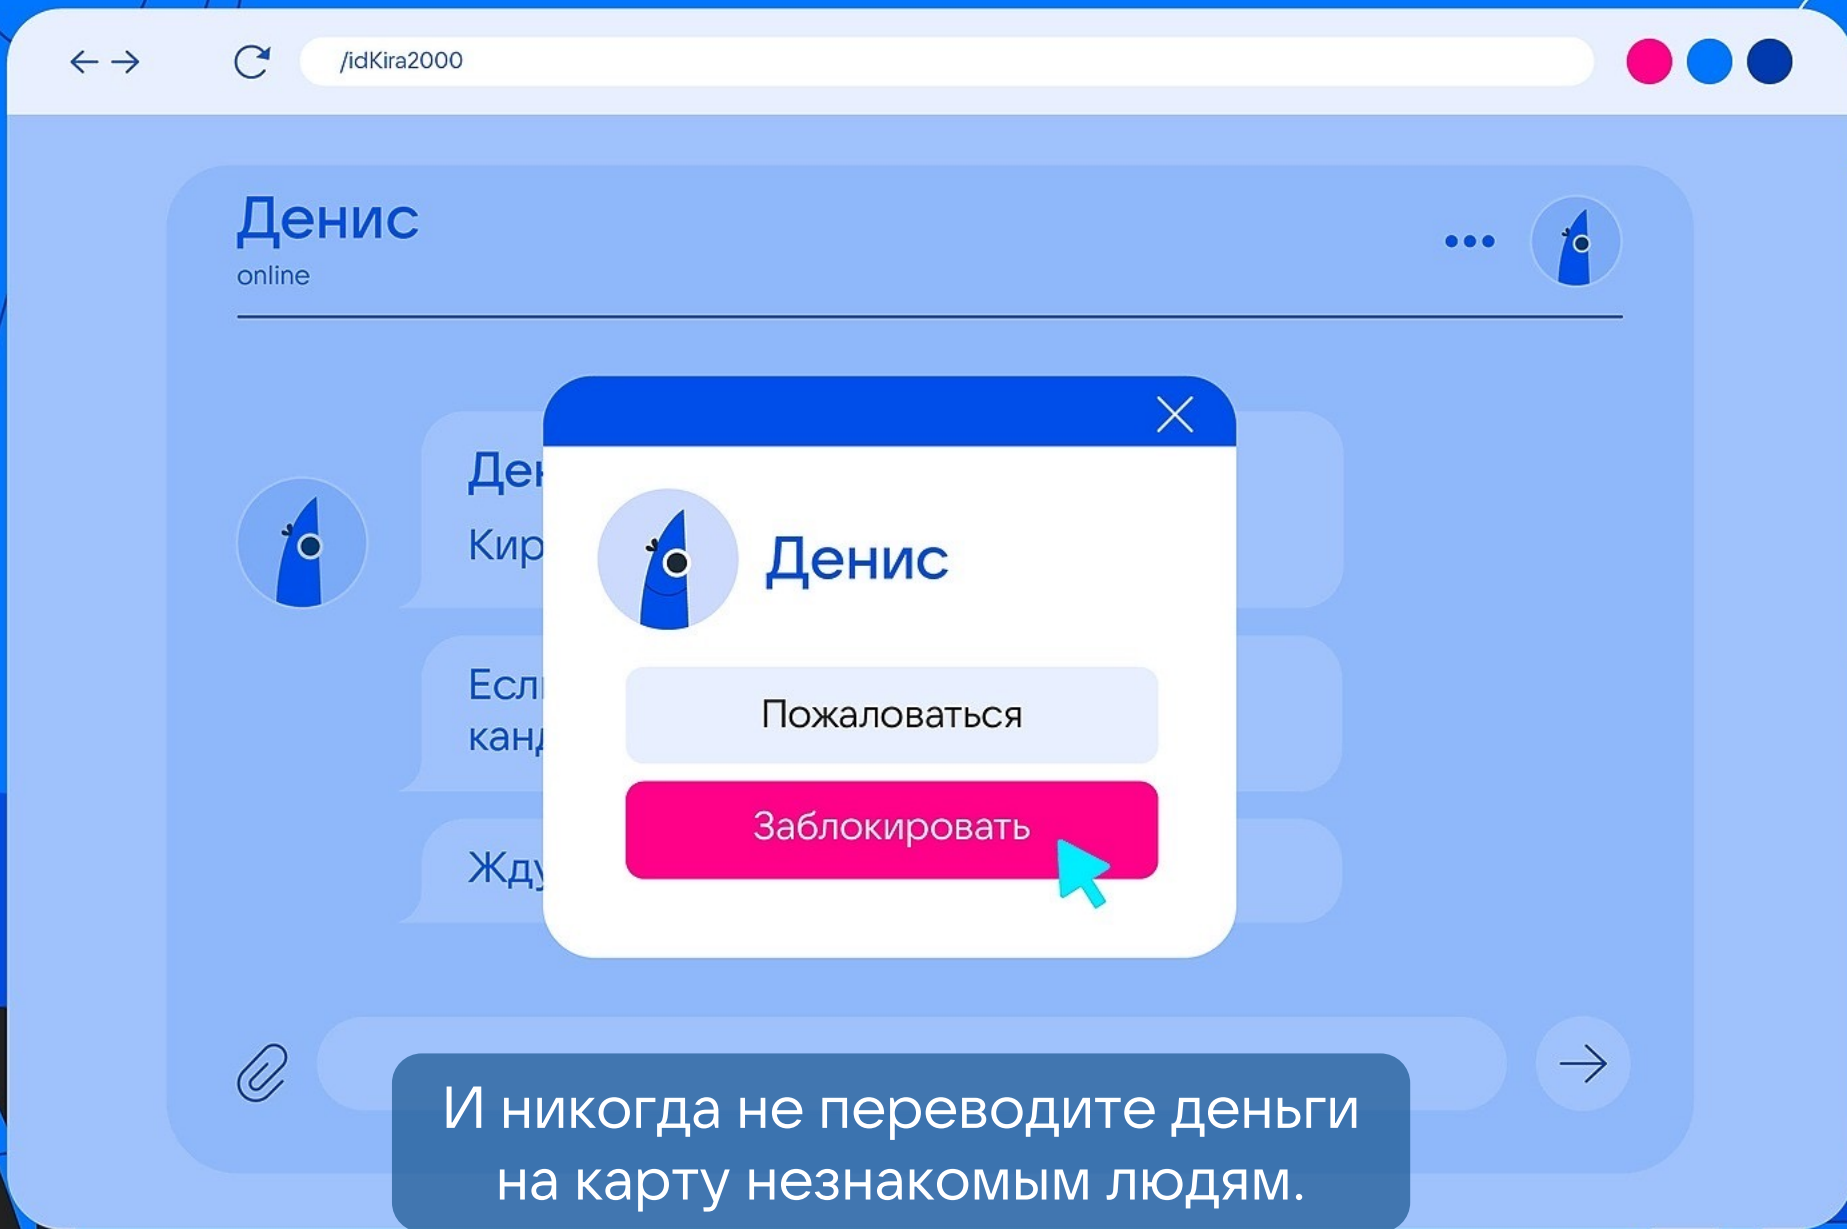 /idKira2000
Денис
online
Денис
Пожаловаться
Заблокировать
И никогда не переводите деньги
на карту незнакомым людям.